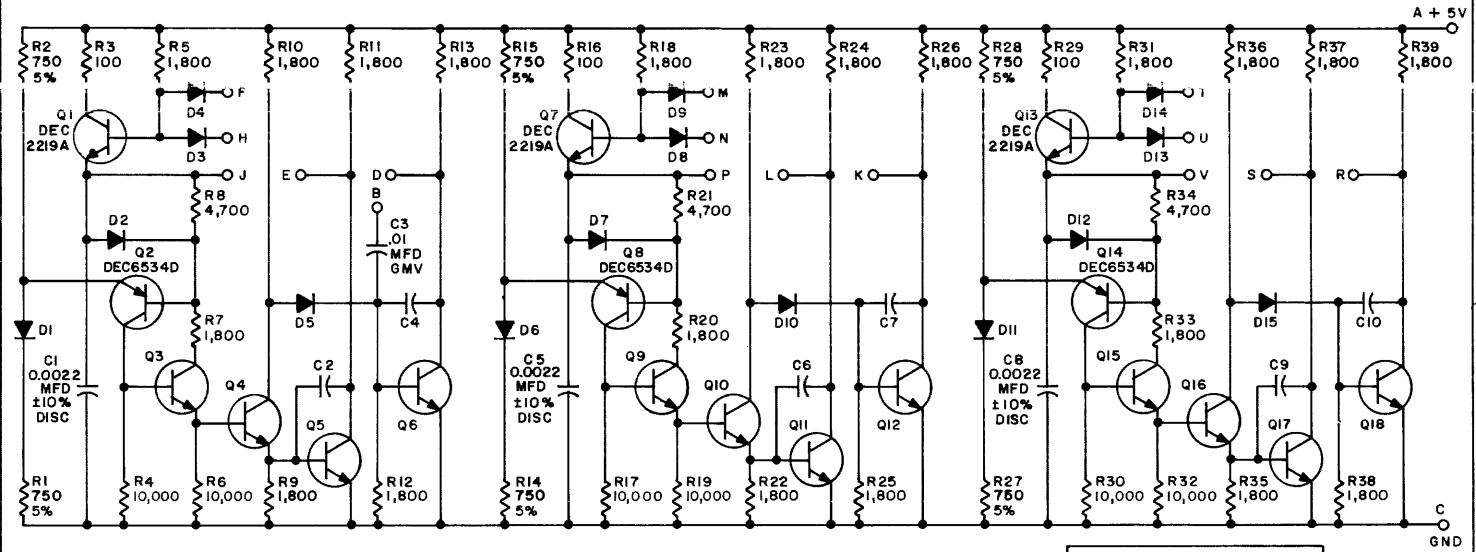 A + 5V
R2
750
5%
R3
100
R5
1,800
R10
1,800
R11
1,800
R13
1,800
R15
750
5%
R16
100
R18
1,800
R23
1,800
R24
1,800
R26
1,800
R28
750
5%
R29
100
R31
1,800
R36
1,800
R37
1,800
R39
1,800
F
D4
Q1
DEC
2219A
H
D3
J
E
D
B
R8
4,700
D2
Q2
DEC6534D
C3
.01
MFD
GMV
D5
C4
D1
R7
1,800
C1
0.0022
MFD
±10%
DISC
Q3
Q4
C2
Q5
Q6
R1
750
5%
R4
10,000
R6
10,000
R9
1,800
R12
1,800
M
D9
Q7
DEC
2219A
N
D8
P
L
K
R21
4,700
D7
Q8
DEC6534D
D10
C7
D6
R20
1,800
C5
0.0022
MFD
±10%
DISC
Q9
Q10
C6
Q11
Q12
R14
750
5%
R17
10,000
R19
10,000
R22
1,800
R25
1,800
D14
Q13
DEC
2219A
U
D13
V
S
R
R34
4,700
D12
Q14
DEC6534D
D15
C10
D11
R33
1,800
C8
0.0022
MFD
±10%
DISC
Q15
Q16
C9
Q17
Q18
R27
750
5%
R30
10,000
R32
10,000
R35
1,800
R38
1,800
C
GND